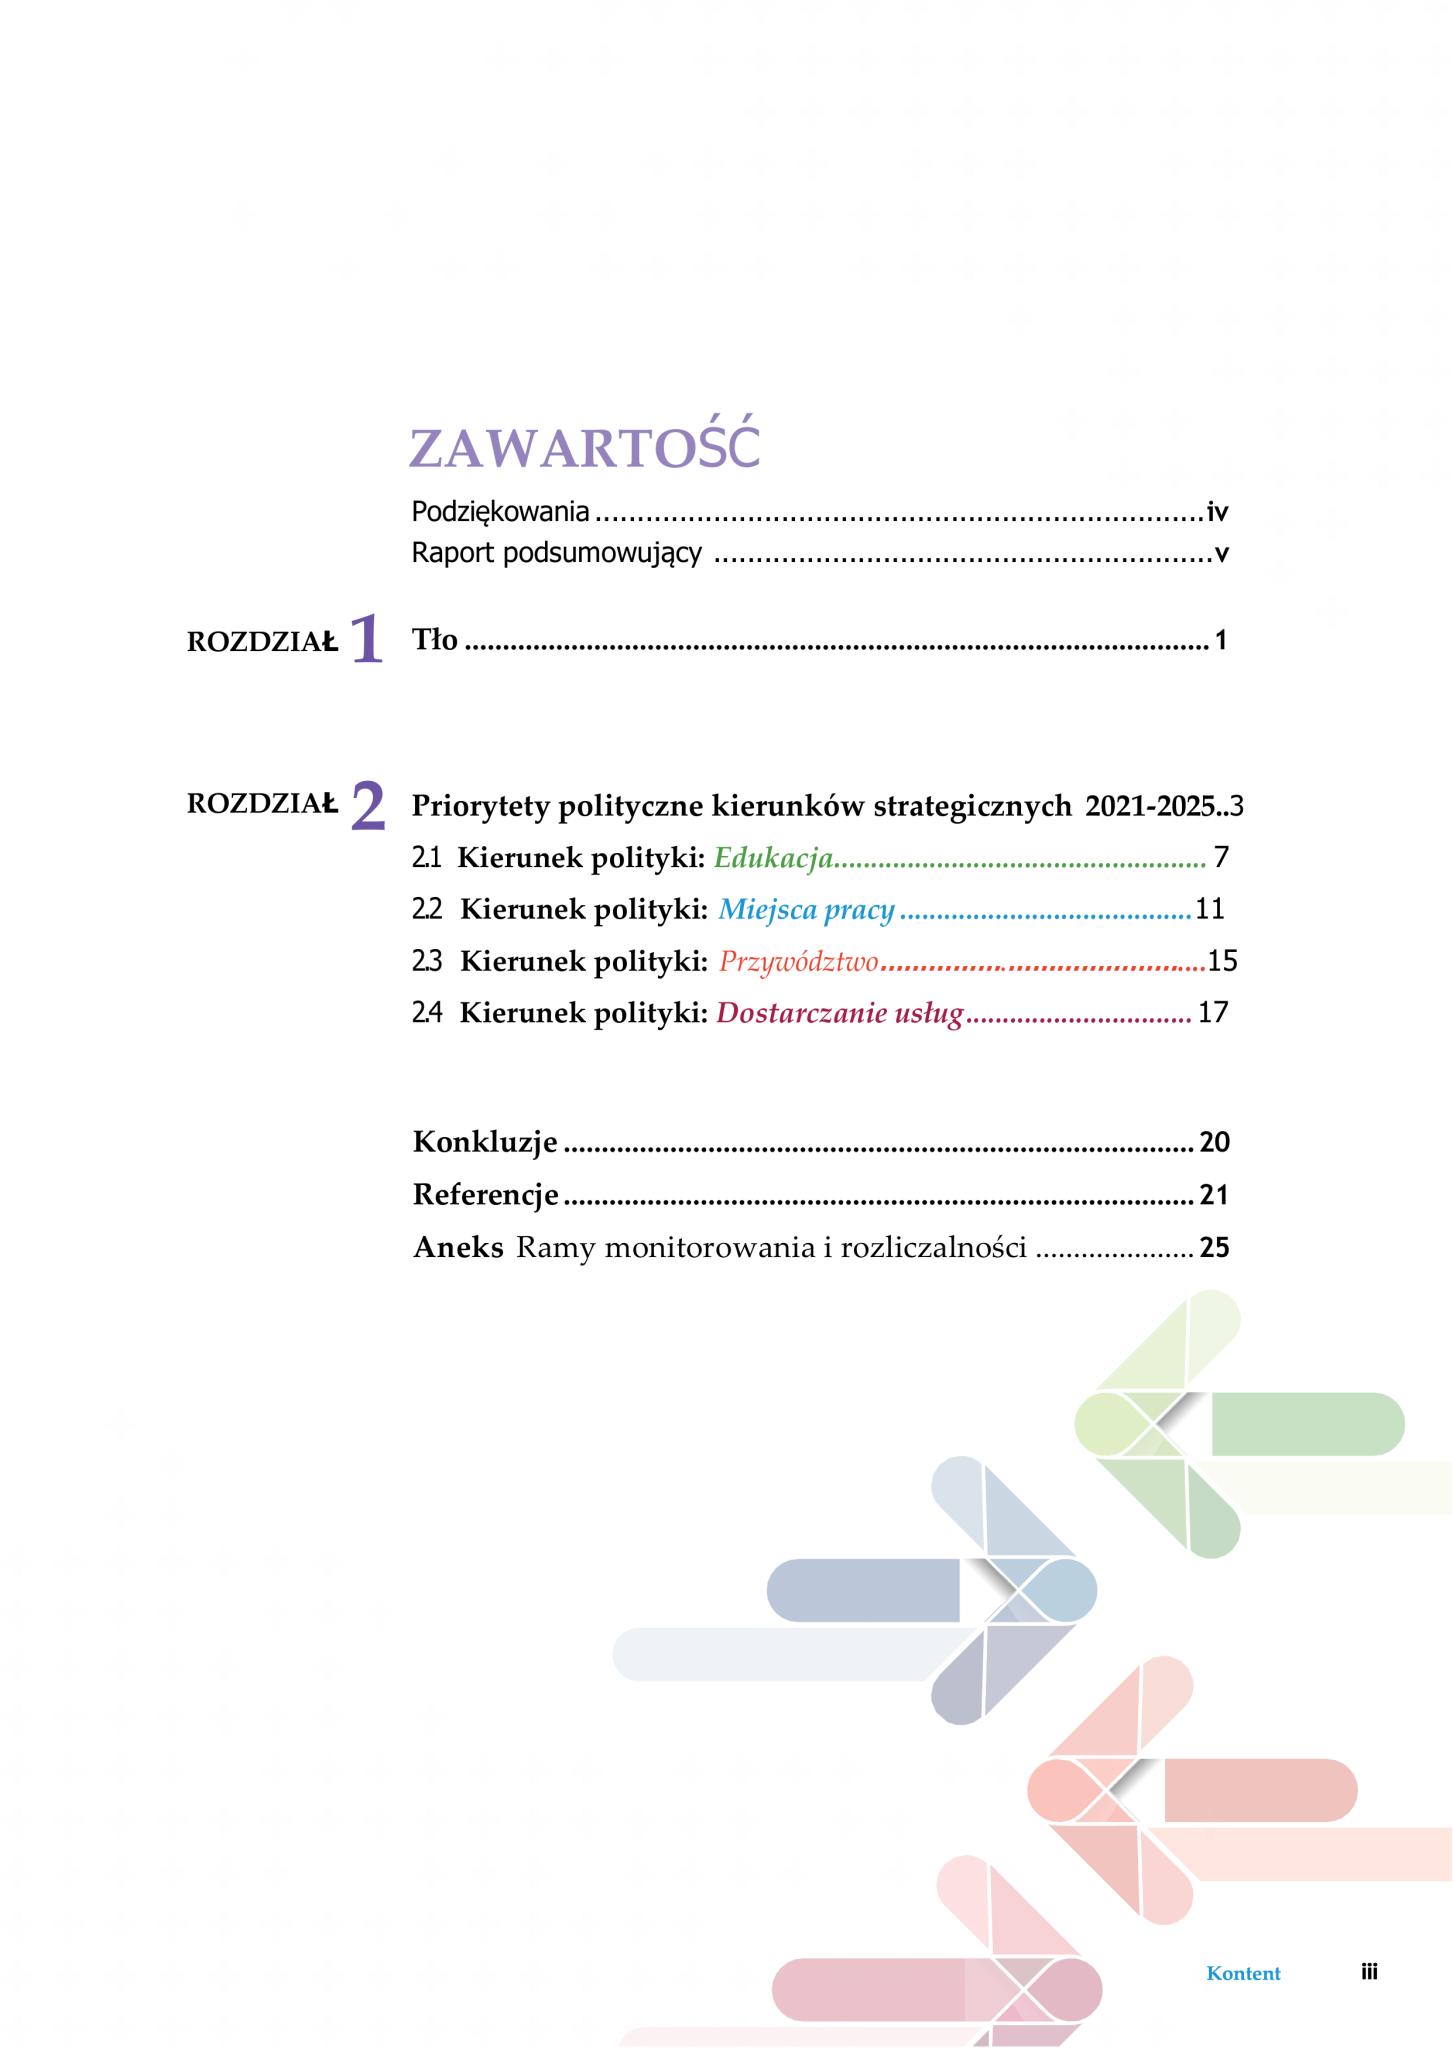 ZAWARTOŚĆ
Podziękowania ........................................................................ iv
Raport podsumowujący ............................................................ v
ROZDZIAŁ 1 Tło .................................................................................................. 1
ROZDZIAŁ 2 Priorytety polityczne kierunków strategicznych 2021-2025..3
2.1 Kierunek polityki: Edukacja.................................................. 7
2.2 Kierunek polityki: Miejsca pracy ........................................11
2.3 Kierunek polityki: Przywództwo............................................15
2.4 Kierunek polityki: Dostarczanie usług............................... 17
Konkluzje .................................................................................... 20
Referencje .................................................................................... 21
Aneks Ramy monitorowania i rozliczalności ..................... 25
Kontent iii